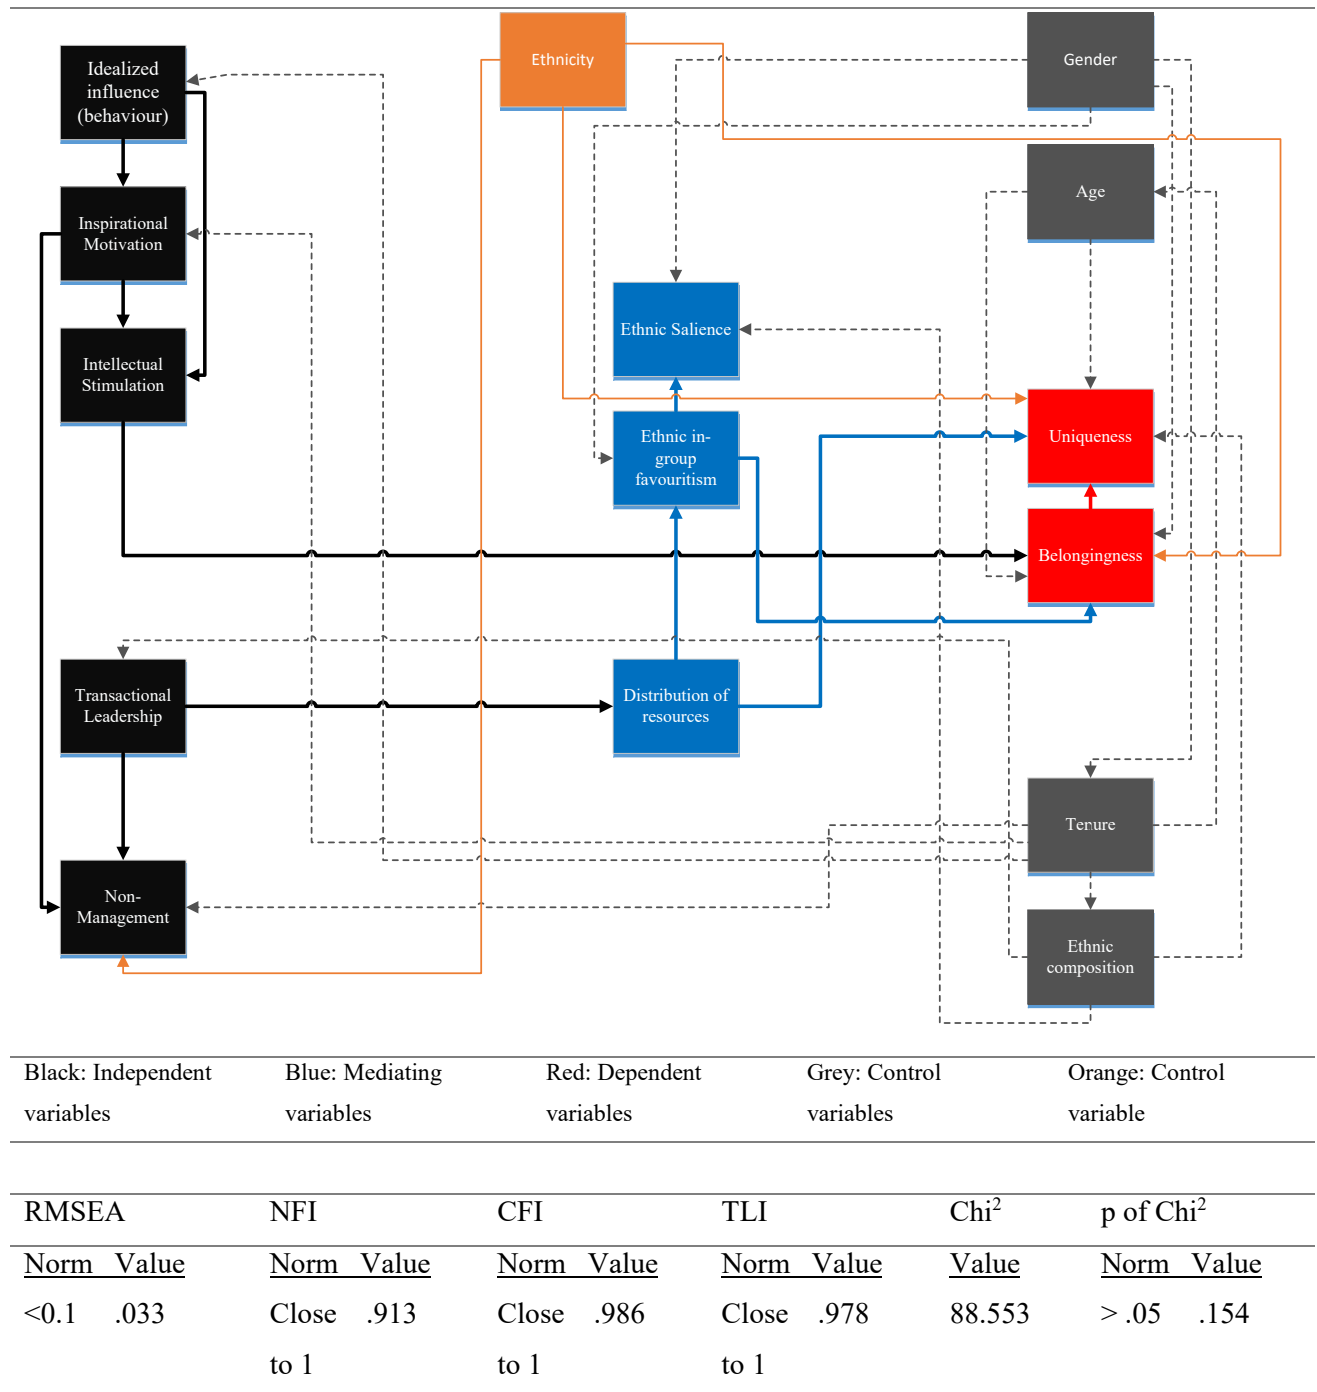 Idealized
influence
(behaviour)
Ethnicity
Gender
Age
Inspirational
Motivation
Ethnic Salience
Intellectual
Stimulation
Ethnic in-
group
favouritism
Uniqueness
Belongingness
Transactional
Leadership
Distribution of
resources
Tenure
Non-
Management
Ethnic
composition
Black: Independent
variables
Blue: Mediating
variables
Red: Dependent
variables
Grey: Control
variables
Orange: Control
variable
RMSEA NFI CFI TLI Chi² p of Chi²
Norm Value Norm Value Norm Value Norm Value Value Norm Value
<0.1 .033 Close .913 Close .986 Close .978 88.553 > .05 .154
to 1 to 1 to 1